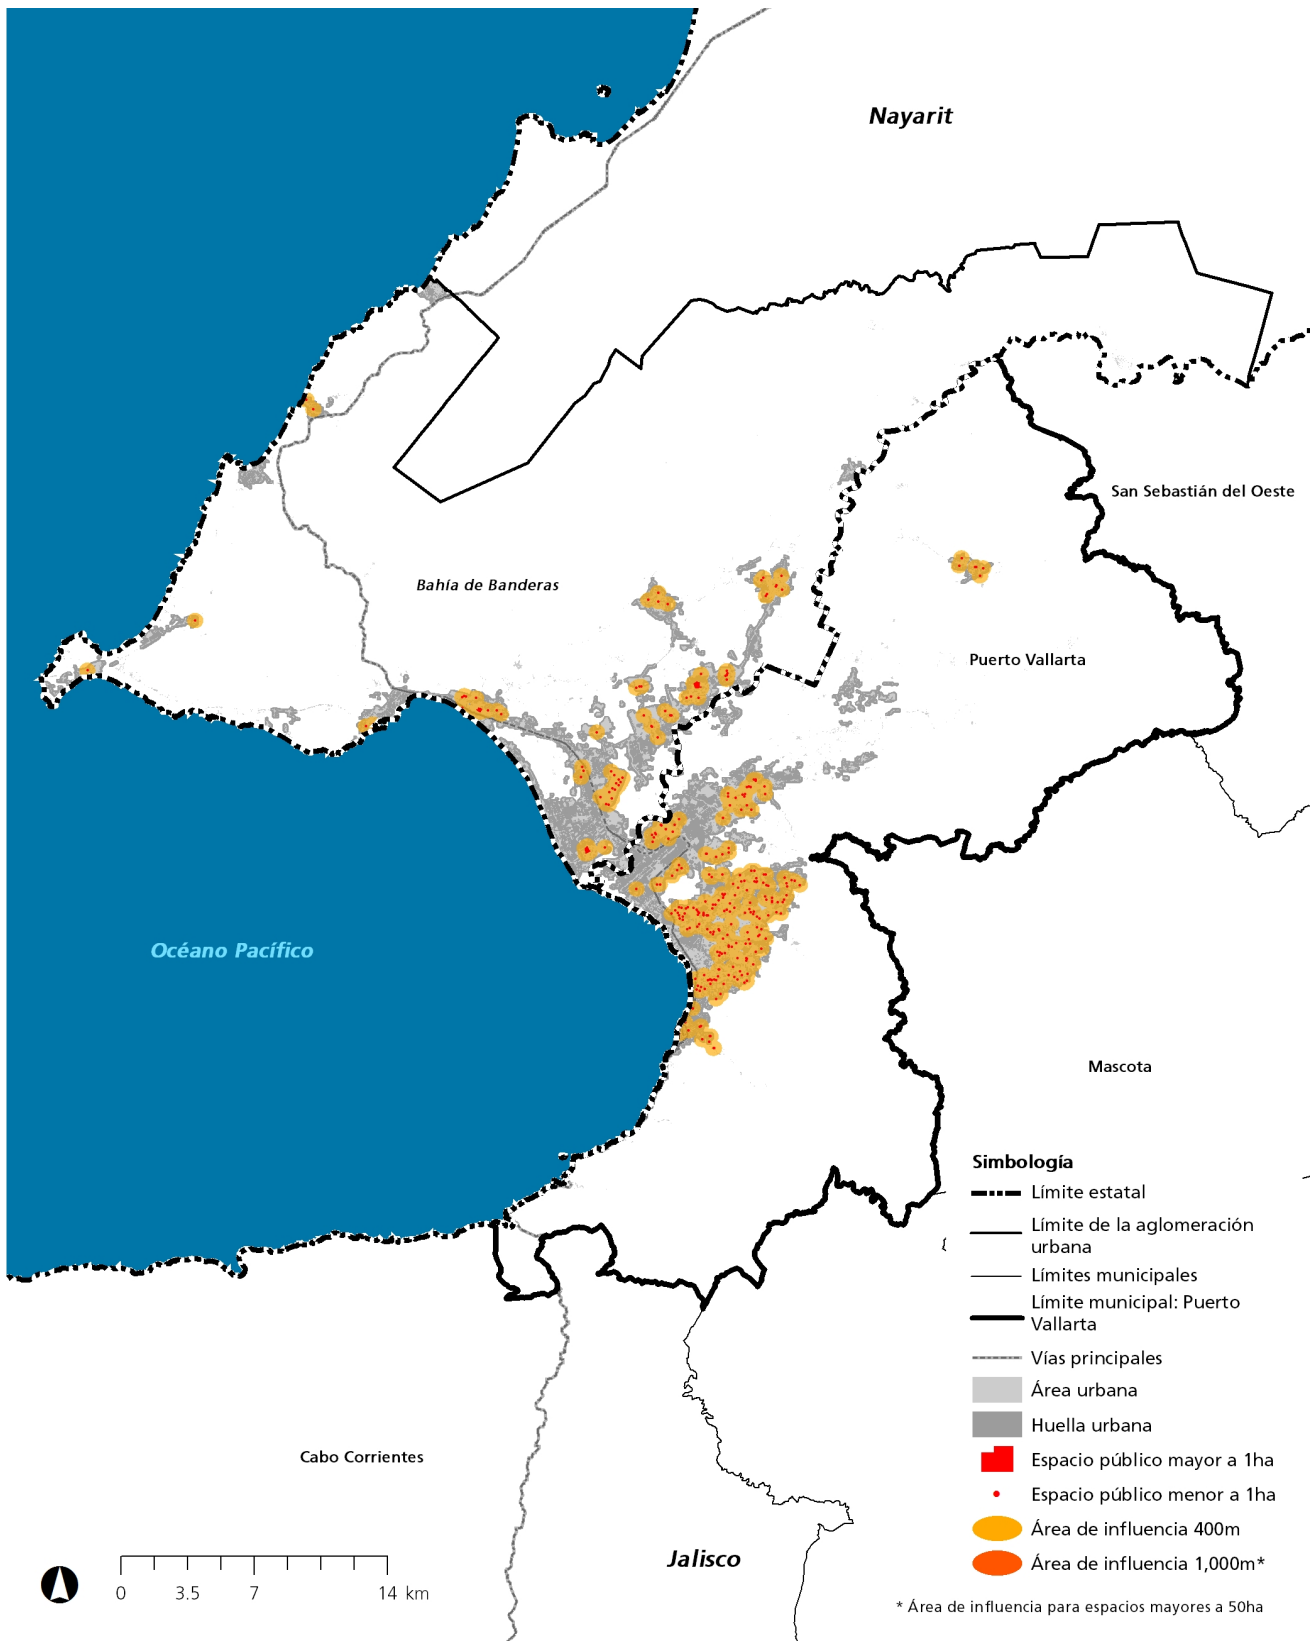 Nayarit
San Sebastián del Oeste
Bahía de Banderas
Puerto Vallarta
Océano Pacífico
Mascota
Simbología
Límite estatal
Límite de la aglomeración
urbana
Límites municipales
Límite municipal: Puerto
Vallarta
Vías principales
Área urbana
Huella urbana
Espacio público mayor a 1ha
Espacio público menor a 1ha
Área de influencia 400m
Área de influencia 1,000m*
* Área de influencia para espacios mayores a 50ha
Cabo Corrientes
Jalisco
0 3.5 7 14 km